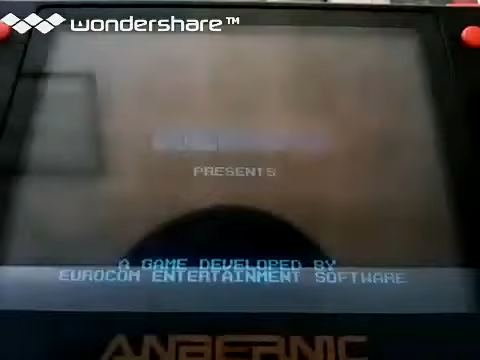 wondershare™
PRESENTS
A GAME DEVELOPED BY
EUROCOM ENTERTAINMENT SOFTWARE
ANBERNIC